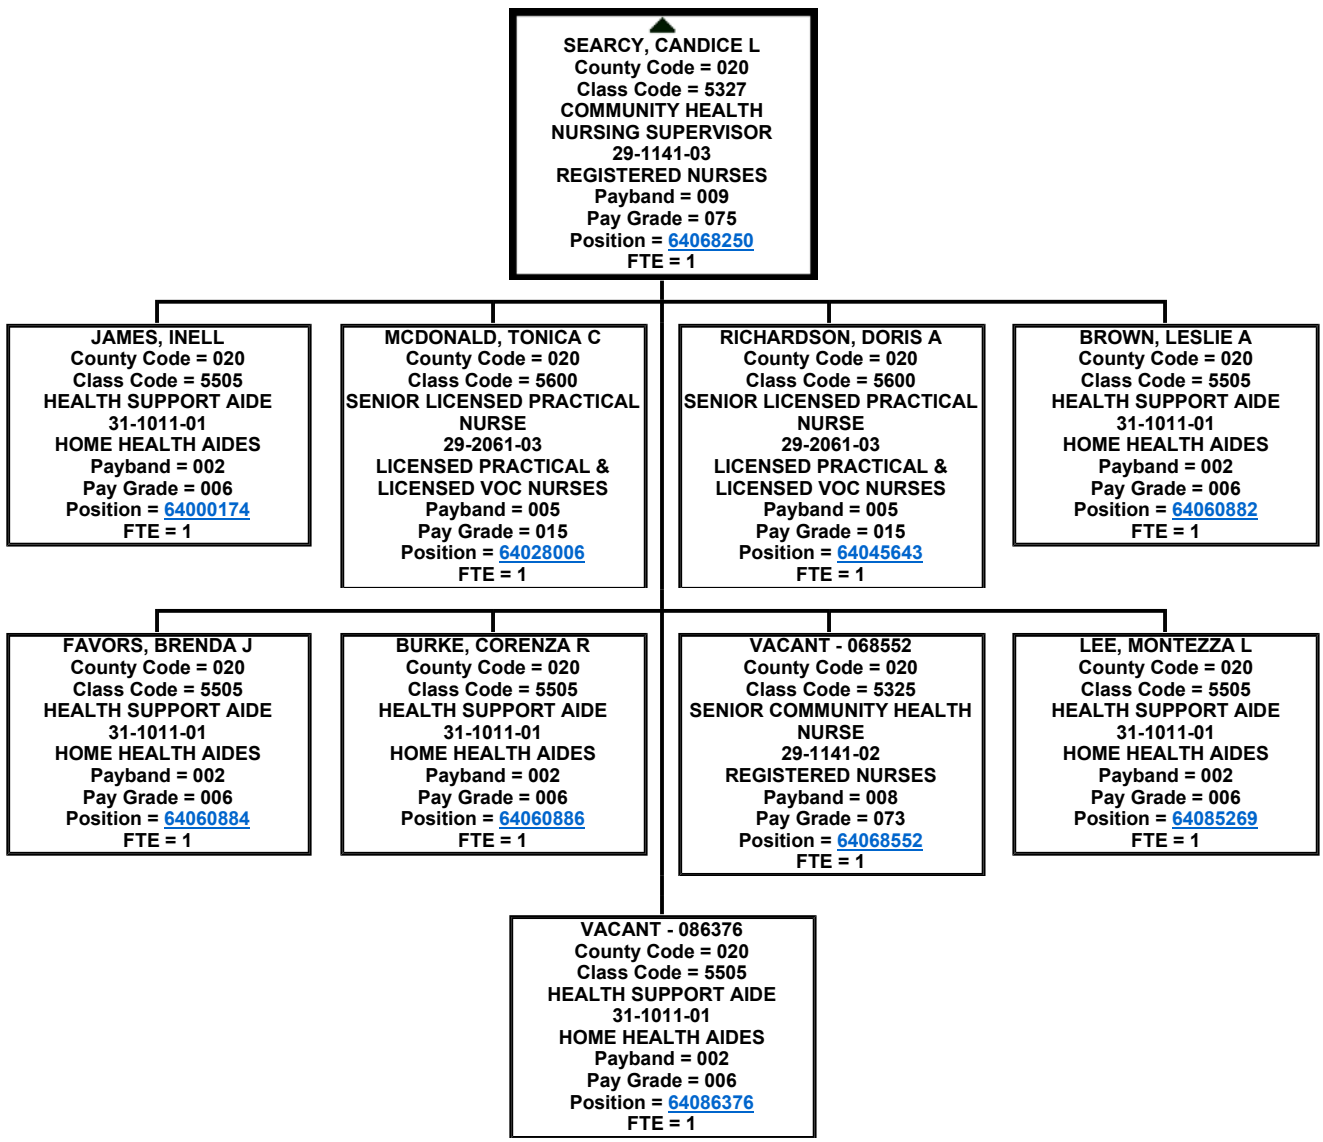 SEARCY, CANDICE L
County Code = 020
Class Code = 5327
COMMUNITY HEALTH
NURSING SUPERVISOR
29-1141-03
REGISTERED NURSES
Payband = 009
Pay Grade = 075
Position = 64068250
FTE = 1
JAMES, INELL
County Code = 020
Class Code = 5505
HEALTH SUPPORT AIDE
31-1011-01
HOME HEALTH AIDES
Payband = 002
Pay Grade = 006
Position = 64000174
FTE = 1
MCDONALD, TONICA C
County Code = 020
Class Code = 5600
SENIOR LICENSED PRACTICAL
NURSE
29-2061-03
LICENSED PRACTICAL &
LICENSED VOC NURSES
Payband = 005
Pay Grade = 015
Position = 64028006
FTE = 1
RICHARDSON, DORIS A
County Code = 020
Class Code = 5600
SENIOR LICENSED PRACTICAL
NURSE
29-2061-03
LICENSED PRACTICAL &
LICENSED VOC NURSES
Payband = 005
Pay Grade = 015
Position = 64045643
FTE = 1
BROWN, LESLIE A
County Code = 020
Class Code = 5505
HEALTH SUPPORT AIDE
31-1011-01
HOME HEALTH AIDES
Payband = 002
Pay Grade = 006
Position = 64060882
FTE = 1
FAVORS, BRENDA J
County Code = 020
Class Code = 5505
HEALTH SUPPORT AIDE
31-1011-01
HOME HEALTH AIDES
Payband = 002
Pay Grade = 006
Position = 64060884
FTE = 1
BURKE, CORENZA R
County Code = 020
Class Code = 5505
HEALTH SUPPORT AIDE
31-1011-01
HOME HEALTH AIDES
Payband = 002
Pay Grade = 006
Position = 64060886
FTE = 1
VACANT - 068552
County Code = 020
Class Code = 5325
SENIOR COMMUNITY HEALTH
NURSE
29-1141-02
REGISTERED NURSES
Payband = 008
Pay Grade = 073
Position = 64068552
FTE = 1
LEE, MONTEZZA L
County Code = 020
Class Code = 5505
HEALTH SUPPORT AIDE
31-1011-01
HOME HEALTH AIDES
Payband = 002
Pay Grade = 006
Position = 64085269
FTE = 1
VACANT - 086376
County Code = 020
Class Code = 5505
HEALTH SUPPORT AIDE
31-1011-01
HOME HEALTH AIDES
Payband = 002
Pay Grade = 006
Position = 64086376
FTE = 1